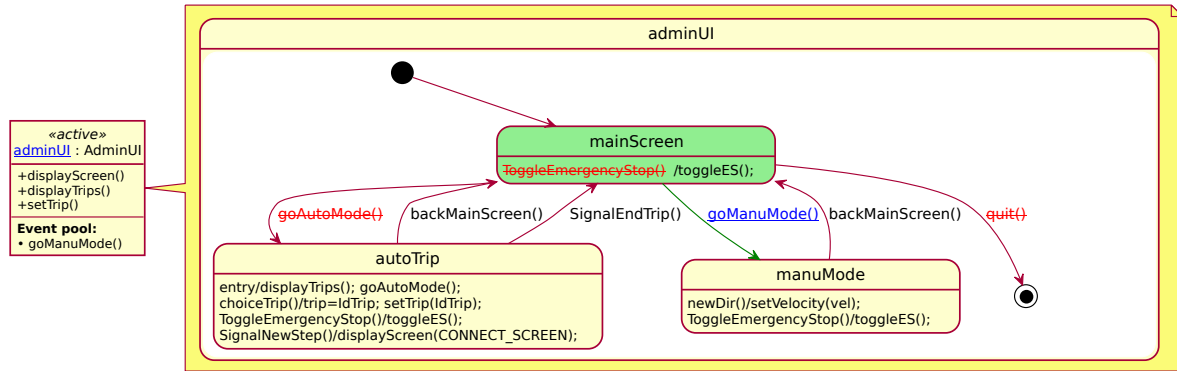 adminUI
«active»
adminUI : AdminUI
+displayScreen()
+displayTrips()
+setTrip()
Event pool:
• goManuMode()
mainScreen
ToggleEmergencyStop() /toggleES();
goAutoMode()
backMainScreen()
SignalEndTrip()
goManuMode()
backMainScreen()
quit()
autoTrip
entry/displayTrips(); goAutoMode();
choiceTrip()/trip=IdTrip; setTrip(IdTrip);
ToggleEmergencyStop()/toggleES();
SignalNewStep()/displayScreen(CONNECT_SCREEN);
manuMode
newDir()/setVelocity(vel);
ToggleEmergencyStop()/toggleES();